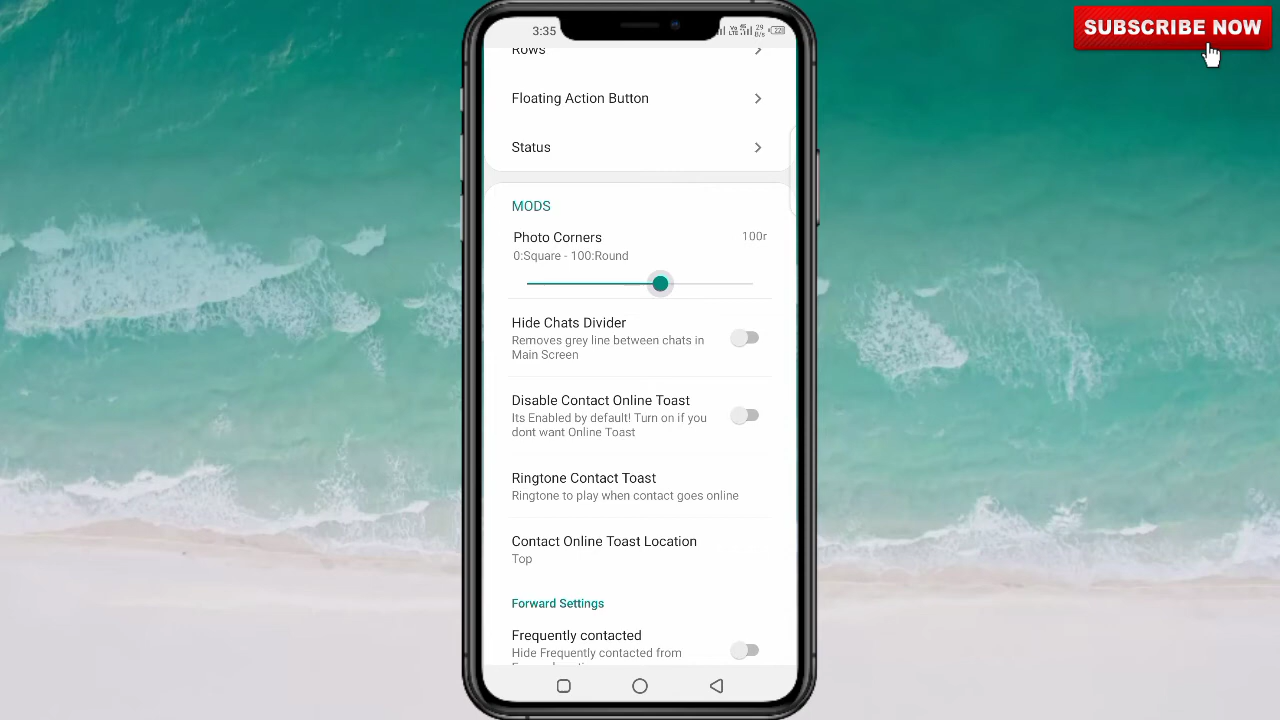 SUBSCRIBE NOW
3:35
Rows
Floating Action Button
Status
MODS
Photo Corners
100r
0:Square - 100:Round
Hide Chats Divider
Removes grey line between chats in
Main Screen
Disable Contact Online Toast
Its Enabled by default! Turn on if you
dont want Online Toast
Ringtone Contact Toast
Ringtone to play when contact goes online
Contact Online Toast Location
Top
Forward Settings
Frequently contacted
Hide Frequently contacted from